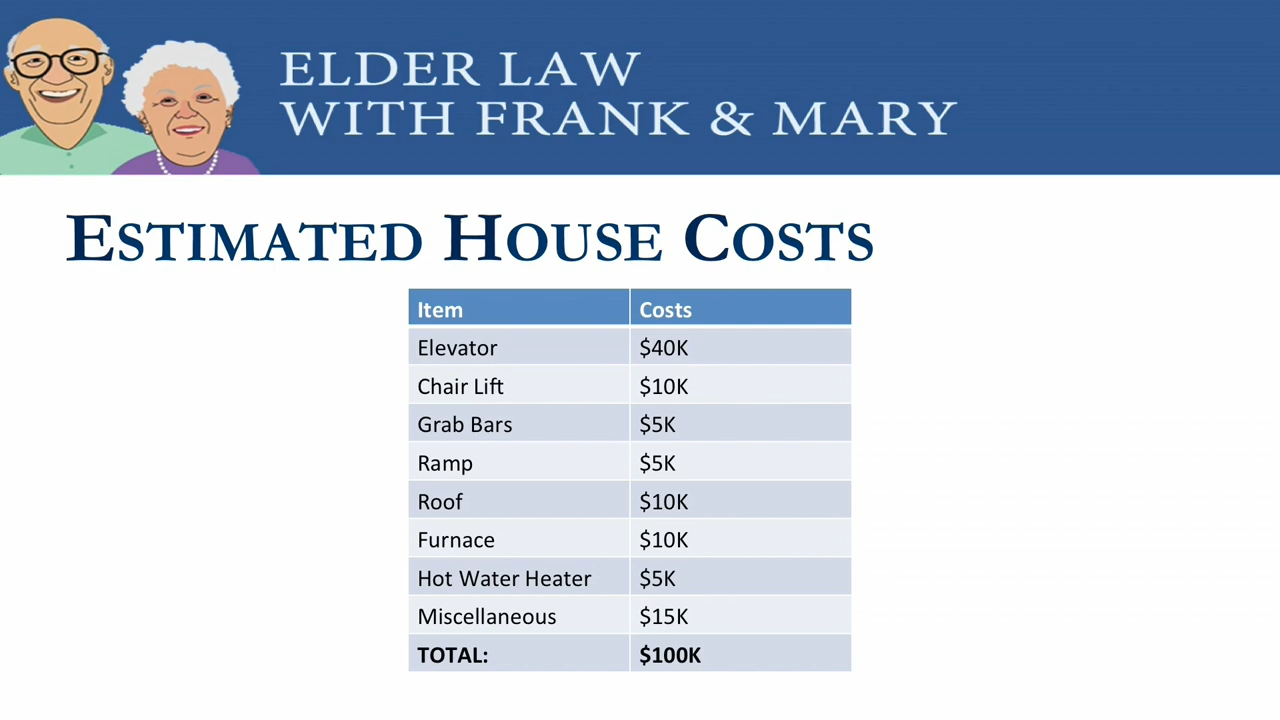 ELDER LAW
WITH FRANK & MARY
ESTIMATED HOUSE COSTS
Item Costs
Elevator $40K
Chair Lift $10K
Grab Bars $5K
Ramp $5K
Roof $10K
Furnace $10K
Hot Water Heater $5K
Miscellaneous $15K
TOTAL: $100K